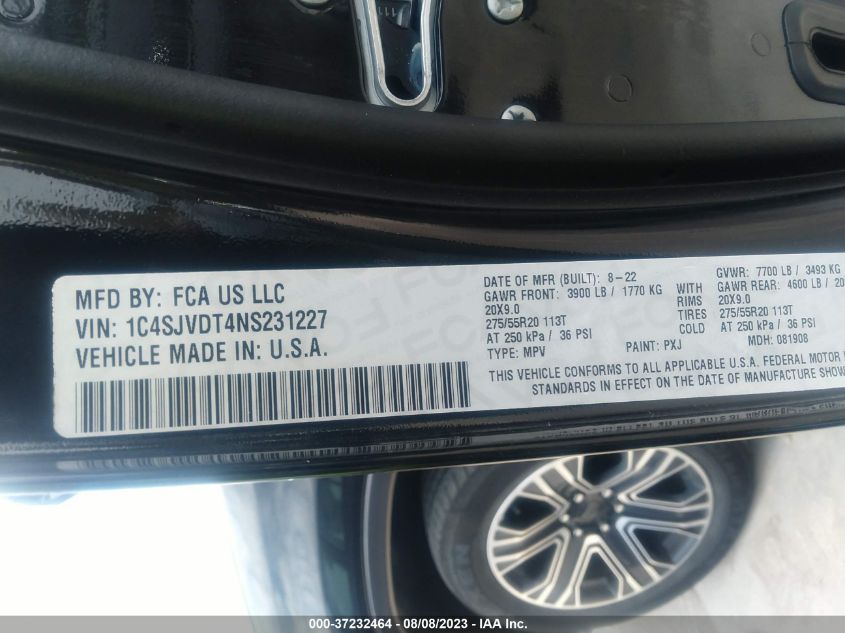 MFD BY: FCA US LLC
VIN: 1C4SJVDT4NS231227
VEHICLE MADE IN: U.S.A.
DATE OF MFR (BUILT): 8-22
GVWR: 7700 LB / 3493 KG
GAWR FRONT: 3900 LB / 1770 KG
WITH
GAWR REAR: 4600 LB / 20
20X9.0
RIMS
20X9.0
275/55R20 113T
TIRES
275/55R20 113T
AT 250 kPa / 36 PSI
COLD
AT 250 kPa / 36 PSI
TYPE: MPV
PAINT: PXJ
MDH: 081908
THIS VEHICLE CONFORMS TO ALL APPLICABLE U.S.A. FEDERAL MOTOR
STANDARDS IN EFFECT ON THE DATE OF MANUFACTURE SHOW
000-37232464 - 08/08/2023 - IAA Inc.